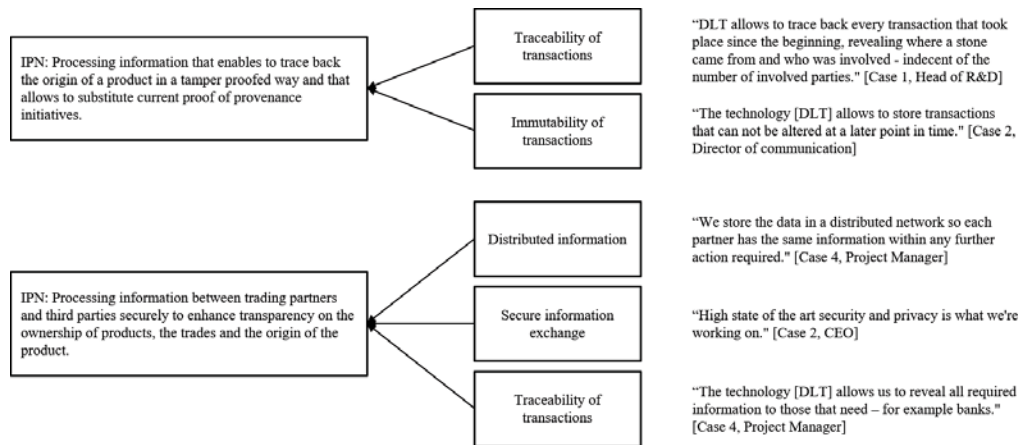 IPN: Processing information that enables to trace back
the origin of a product in a tamper proofed way and that
allows to substitute current proof of provenance
initiatives.
Traceability of
transactions
“DLT allows to trace back every transaction that took
place since the beginning, revealing where a stone
came from and who was involved - indecent of the
number of involved parties." [Case 1, Head of R&D]
Immutability of
transactions
“The technology [DLT] allows to store transactions
that can not be altered at a later point in time." [Case 2,
Director of communication]
IPN: Processing information between trading partners
and third parties securely to enhance transparency on the
ownership of products, the trades and the origin of the
product.
Distributed information
“We store the data in a distributed network so each
partner has the same information within any further
action required." [Case 4, Project Manager]
Secure information
exchange
“High state of the art security and privacy is what we're
working on." [Case 2, CEO]
Traceability of
transactions
“The technology [DLT] allows us to reveal all required
information to those that need – for example banks."
[Case 4, Project Manager]